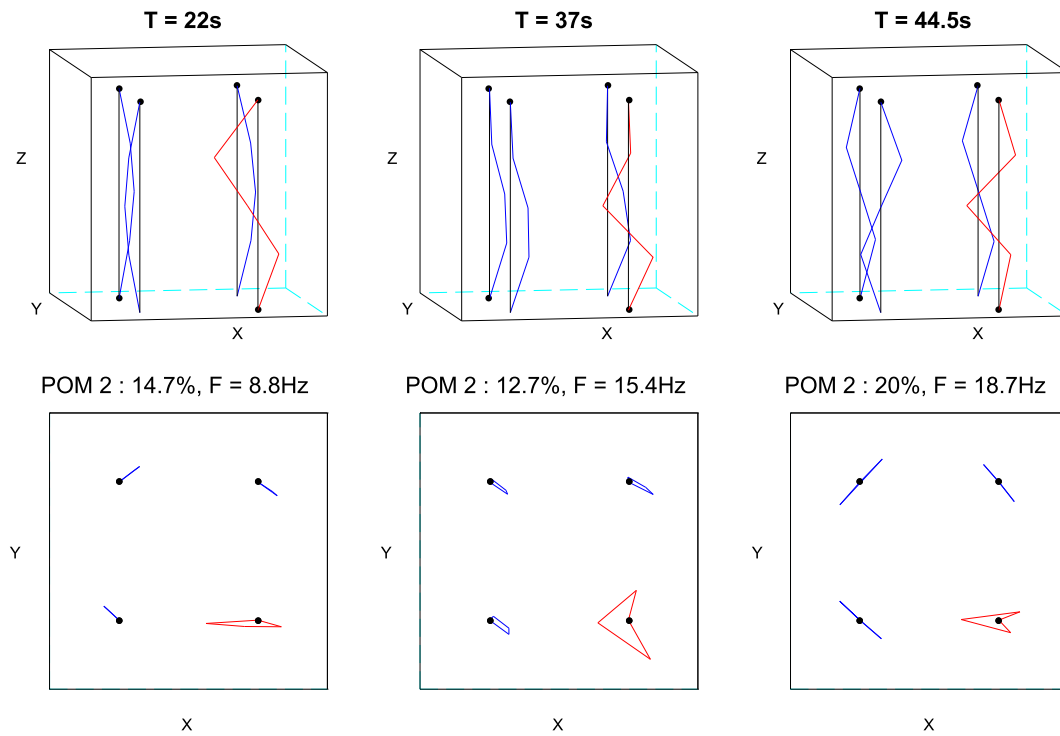 T = 22s
T = 37s
T = 44.5s
Z
Z
Z
Y
X
Y
X
Y
X
POM 2 : 14.7%, F = 8.8Hz
POM 2 : 12.7%, F = 15.4Hz
POM 2 : 20%, F = 18.7Hz
Y
Y
Y
X
X
X